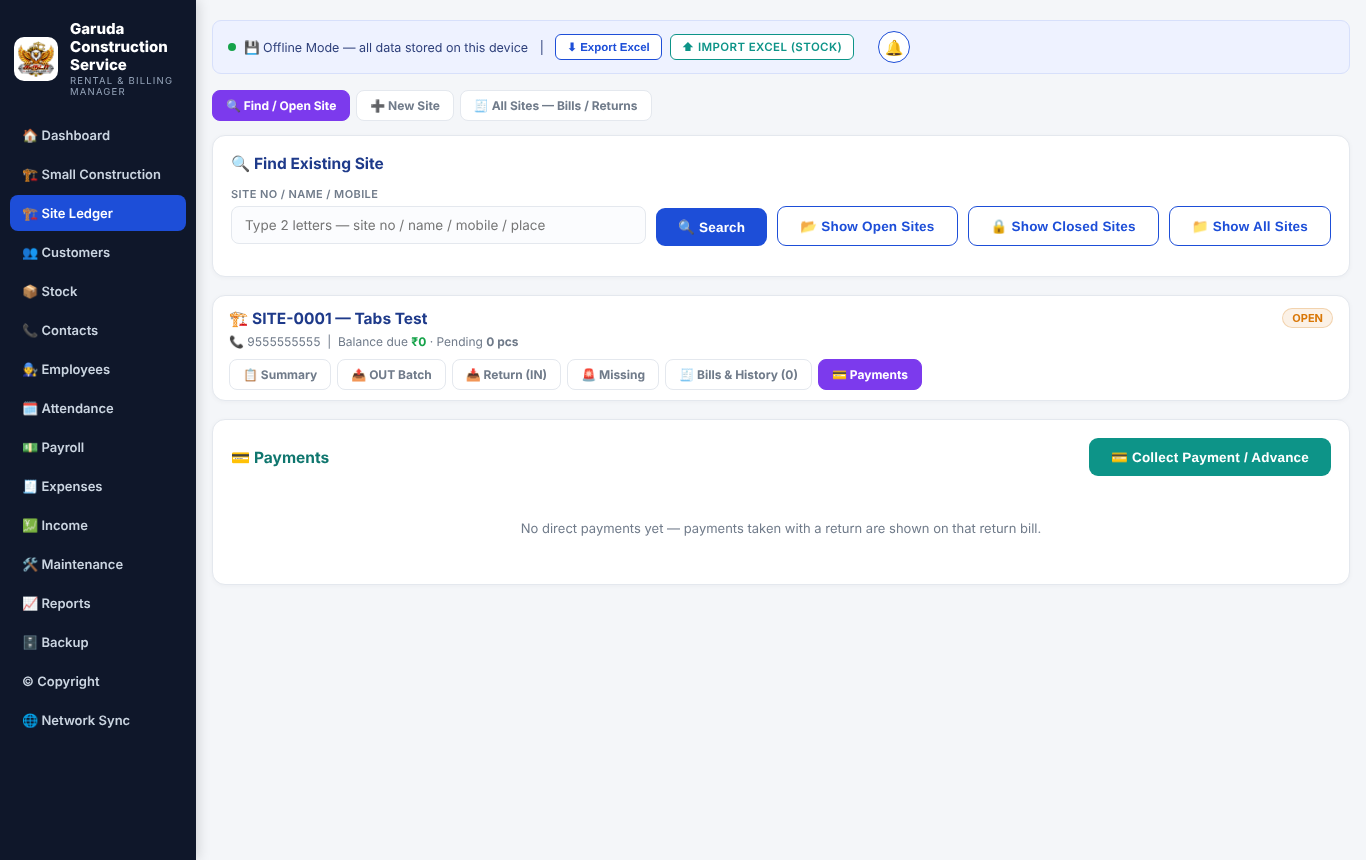 Garuda
Construction
Service
RENTAL & BILLING
MANAGER
🏠 Dashboard
🏗️ Small Construction
🏗️ Site Ledger
👥 Customers
📦 Stock
📞 Contacts
👨‍🔧 Employees
🗓️ Attendance
💵 Payroll
🧾 Expenses
💹 Income
🛠️ Maintenance
📈 Reports
🗄️ Backup
© Copyright
🌐 Network Sync
💾 Offline Mode — all data stored on this device | ⬇ Export Excel ⬆ IMPORT EXCEL (STOCK) 🔔
🔍 Find / Open Site ➕ New Site 🧾 All Sites — Bills / Returns
🔍 Find Existing Site
SITE NO / NAME / MOBILE
Type 2 letters — site no / name / mobile / place 🔍 Search 📂 Show Open Sites 🔒 Show Closed Sites 📁 Show All Sites
🏗️ SITE-0001 — Tabs Test OPEN
📞 9555555555 | Balance due ₹0 · Pending 0 pcs
📋 Summary 📤 OUT Batch 📥 Return (IN) 🚨 Missing 🧾 Bills & History (0) 💳 Payments
💳 Payments 💳 Collect Payment / Advance
No direct payments yet — payments taken with a return are shown on that return bill.